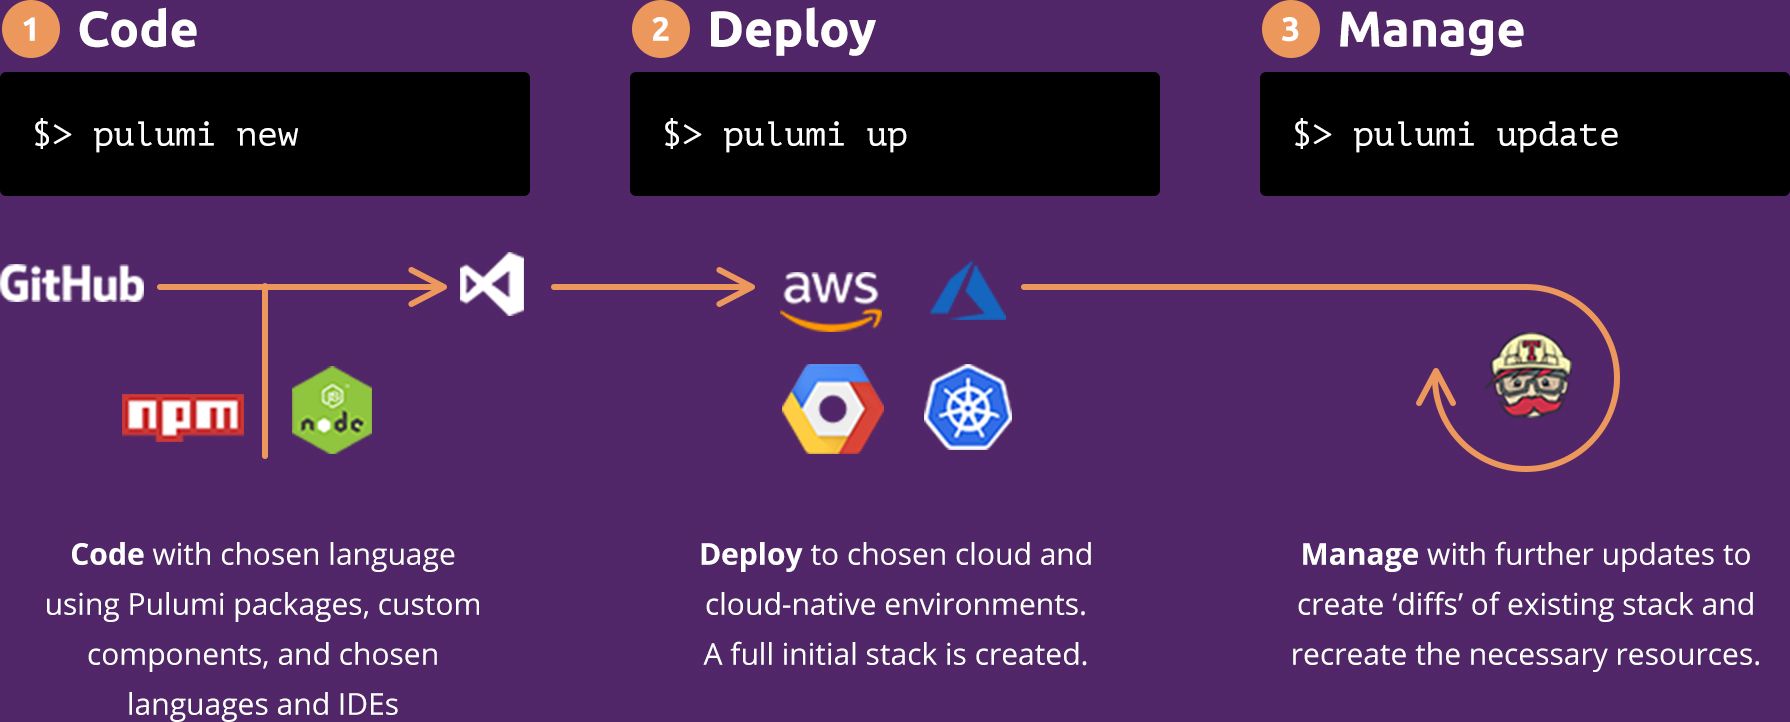 1 Code
$> pulumi new
GitHub
npm
node
Code with chosen language
using Pulumi packages, custom
components, and chosen
languages and IDEs
2 Deploy
$> pulumi up
aws
Deploy to chosen cloud and
cloud-native environments.
A full initial stack is created.
3 Manage
$> pulumi update
T
Manage with further updates to
create ‘diffs’ of existing stack and
recreate the necessary resources.